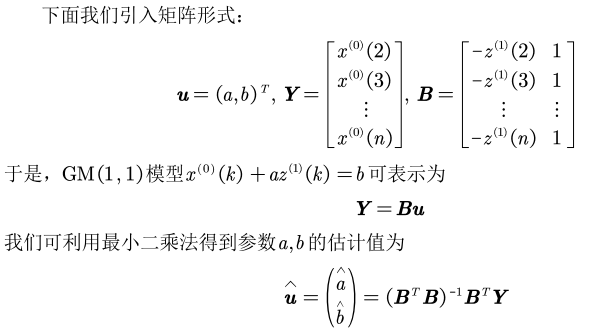 下面我们引入矩阵形式：
$\boldsymbol{u} = (a,b)^T, \boldsymbol{Y} = \begin{bmatrix} x^{(0)}(2) \\ x^{(0)}(3) \\ \vdots \\ x^{(0)}(n) \end{bmatrix}, \boldsymbol{B} = \begin{bmatrix} -z^{(1)}(2) & 1 \\ -z^{(1)}(3) & 1 \\ \vdots & \vdots \\ -z^{(1)}(n) & 1 \end{bmatrix}$
于是，GM(1,1)模型$x^{(0)}(k) + az^{(1)}(k) = b$可表示为
$\boldsymbol{Y} = \boldsymbol{B}\boldsymbol{u}$
我们可利用最小二乘法得到参数$a,b$的估计值为
$\hat{\boldsymbol{u}} = \begin{pmatrix} \hat{a} \\ \hat{b} \end{pmatrix} = (\boldsymbol{B}^T\boldsymbol{B})^{-1}\boldsymbol{B}^T\boldsymbol{Y}$